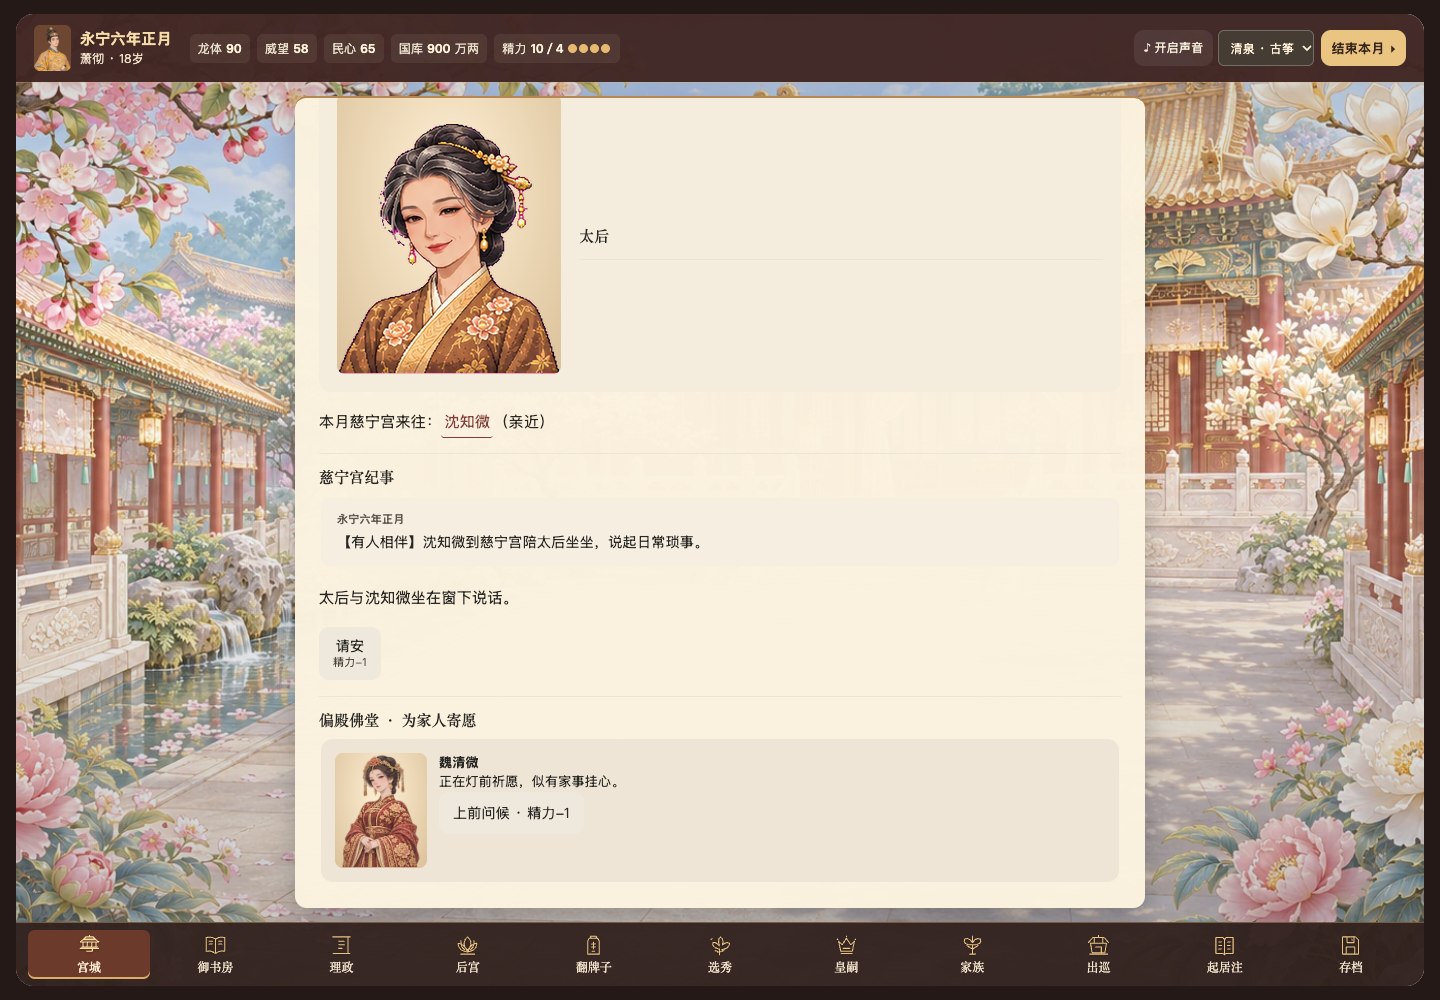 永宁六年正月
萧彻 · 18岁
龙体 90
威望 58
民心 65
国库 900 万两
精力 10 / 4
♪ 开启声音
清泉 · 古筝
结束本月
太后
本月慈宁宫来往: 沈知微 (亲近)
慈宁宫纪事
永宁六年正月
【有人相伴】沈知微到慈宁宫陪太后坐坐，说起日常琐事。
太后与沈知微坐在窗下说话。
请安
精力−1
偏殿佛堂 · 为家人寄愿
魏清微
正在灯前祈愿，似有家事挂心。
上前问候 · 精力−1
宫城
御书房
理政
后宫
翻牌子
选秀
皇嗣
家族
出巡
起居注
存档